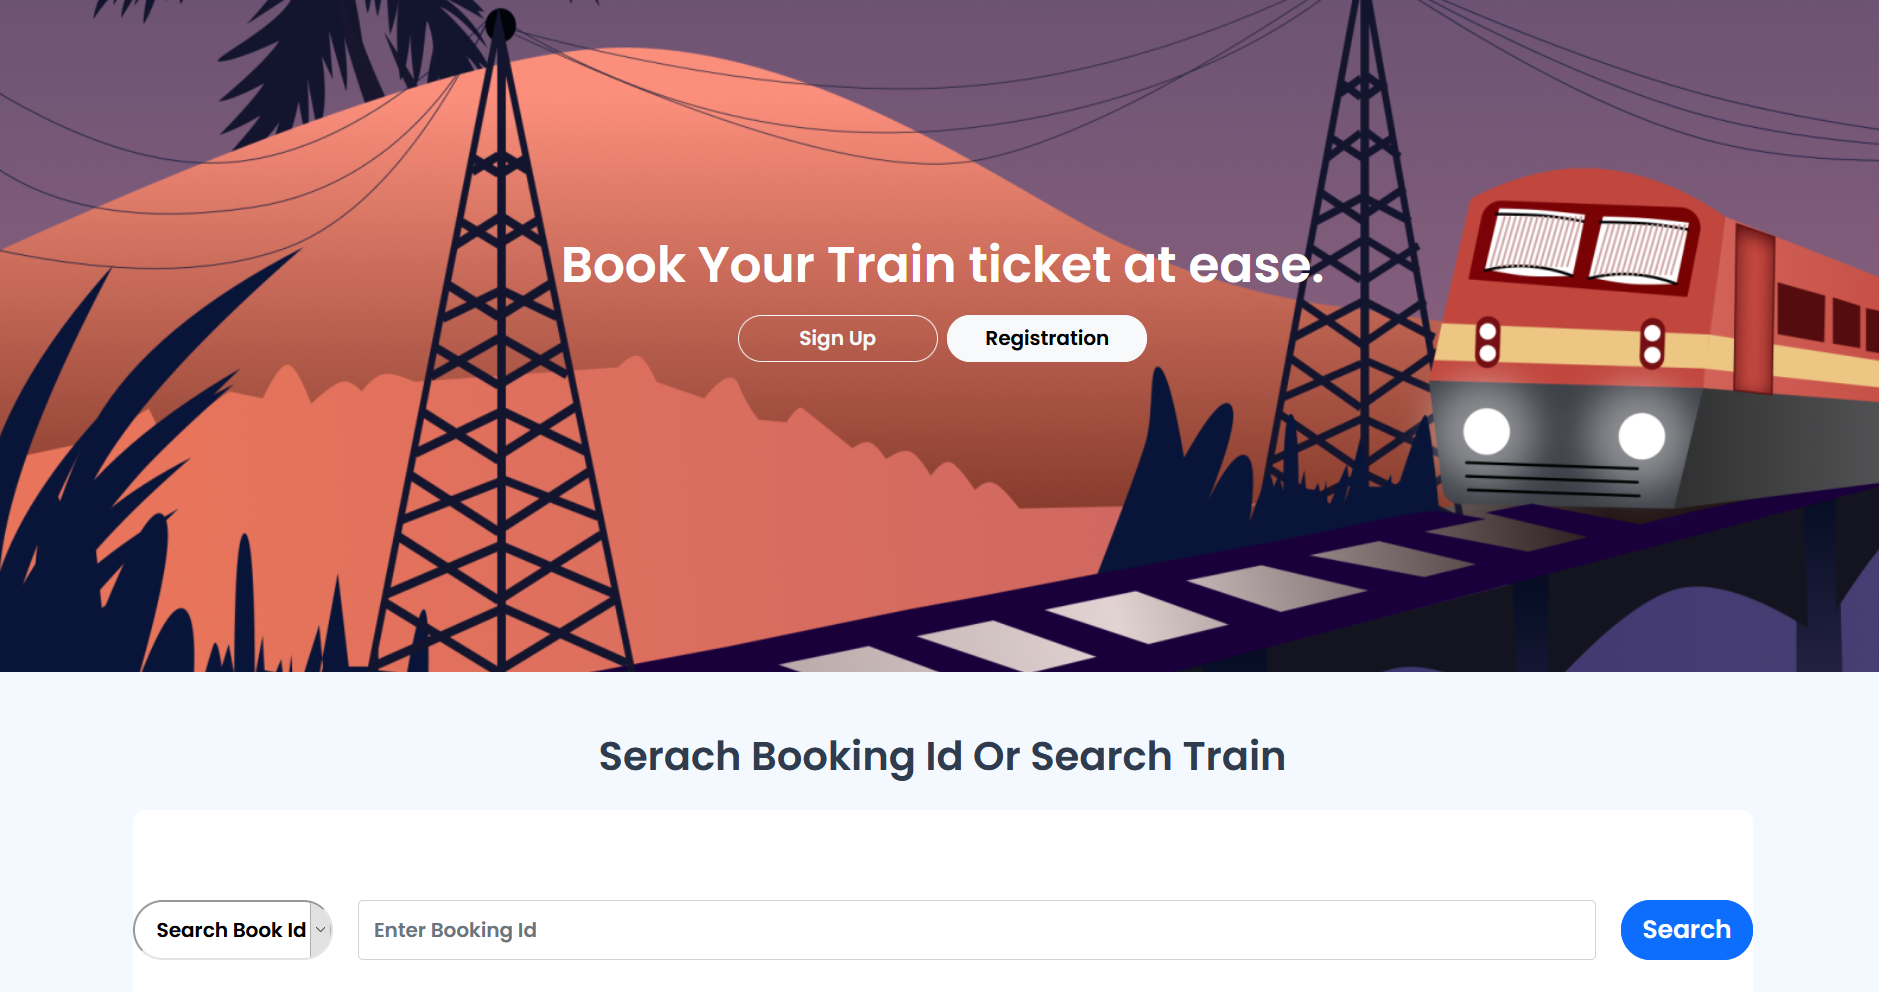 Book Your Train ticket at ease.
Sign Up
Registration
Serach Booking Id Or Search Train
Search Book Id
Enter Booking Id
Search